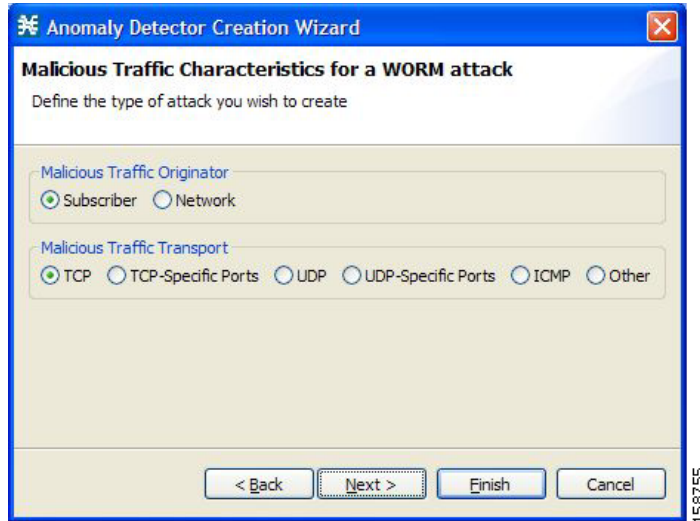 Anomaly Detector Creation Wizard
Malicious Traffic Characteristics for a WORM attack
Define the type of attack you wish to create
Malicious Traffic Originator
Subscriber Network
Malicious Traffic Transport
TCP TCP-Specific Ports UDP UDP-Specific Ports ICMP Other
< Back Next > Finish Cancel
158755